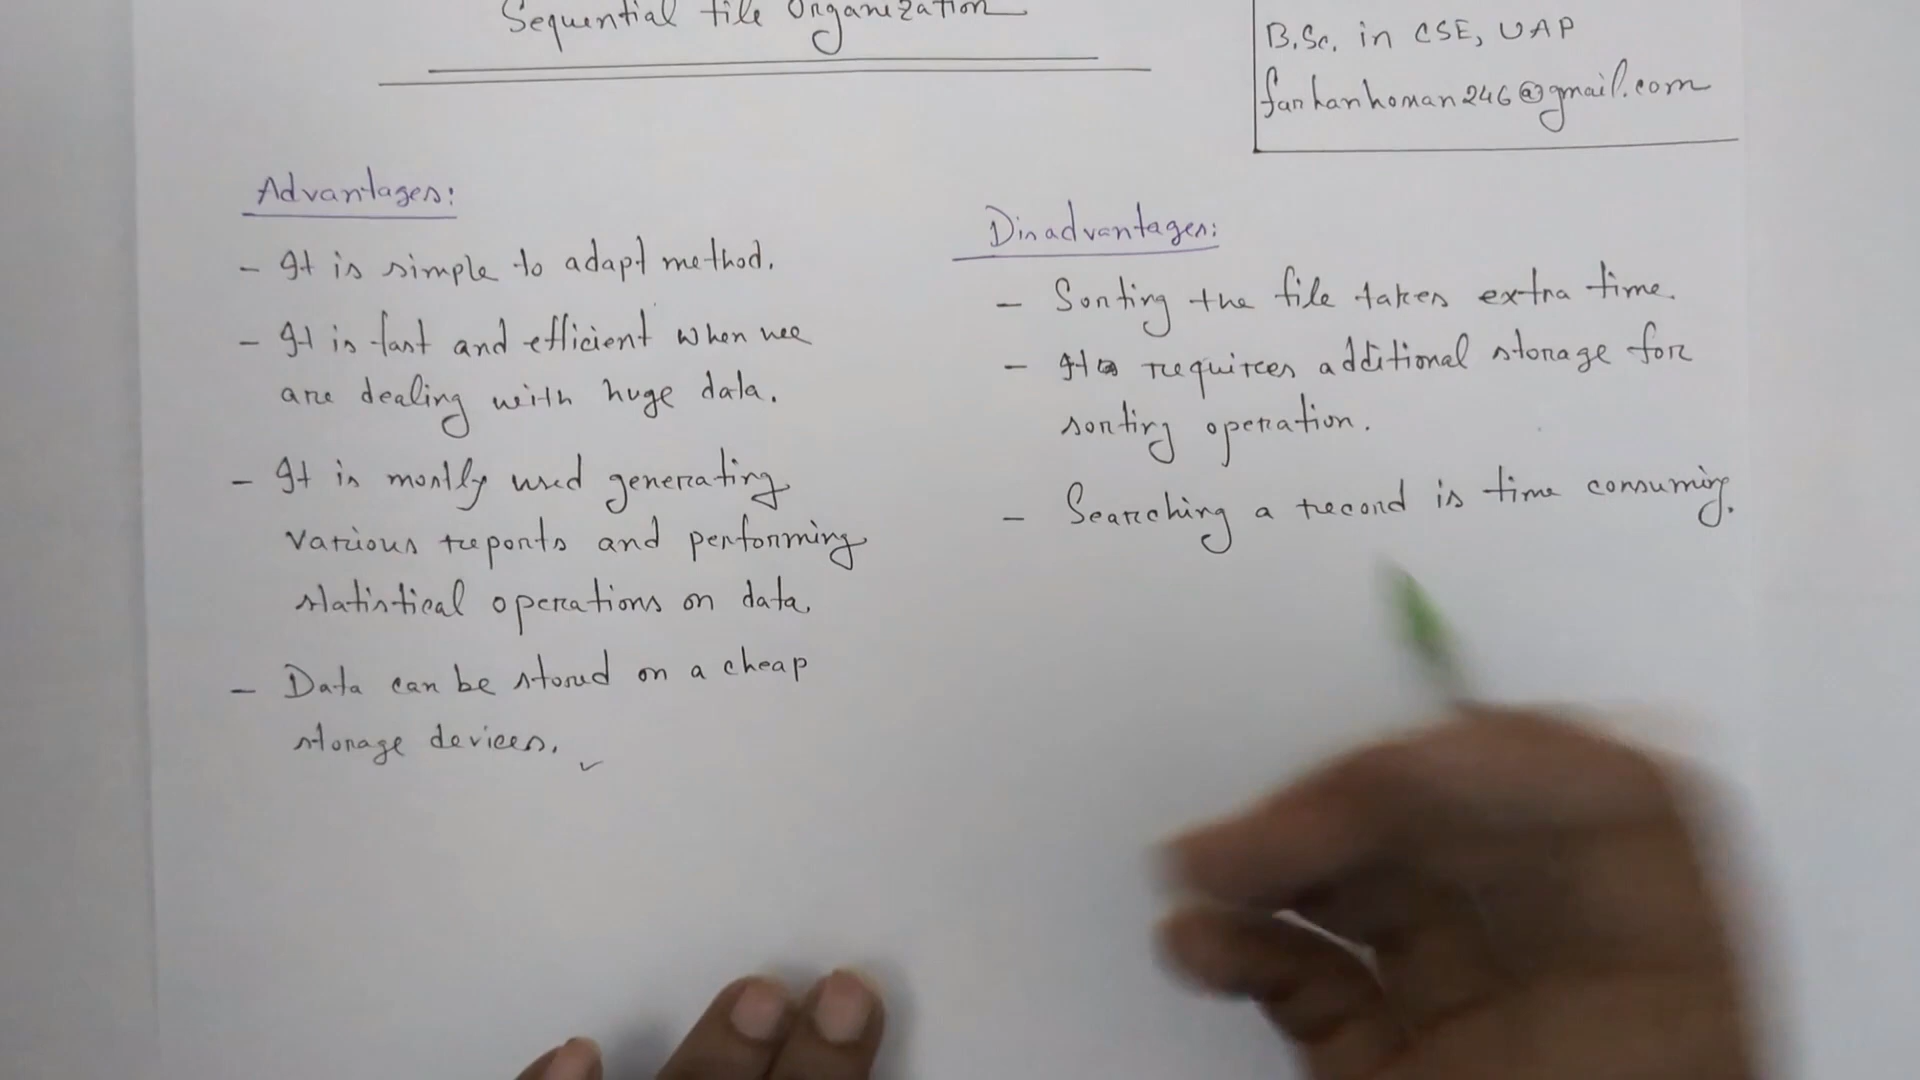 Sequential file Organization
B.Sc. in CSE, UAP
farhanhoman246@gmail.com
Advantages:
- It is simple to adapt method.
- It is fast and efficient when we
are dealing with huge data.
- It is mostly used generating
various reports and performing
statistical operations on data.
- Data can be stored on a cheap
storage devices.
Disadvantages:
- Sorting the file takes extra time.
- It requires additional storage for
sorting operation.
- Searching a record is time consuming.